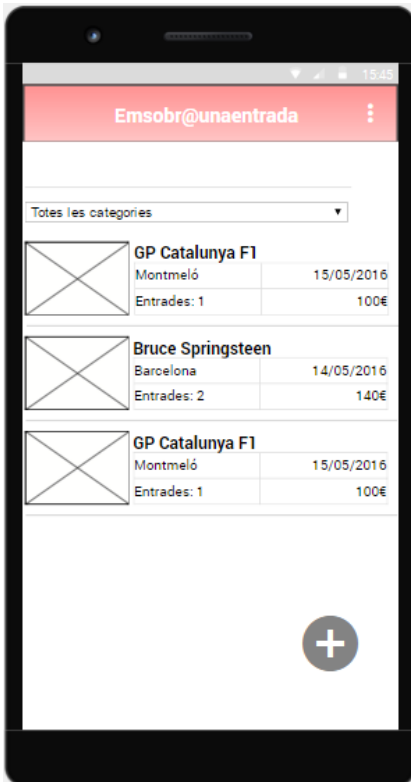 15:45
Emsobr@unaentrada
Totes les categories
GP Catalunya F1
Montmeló 15/05/2016
Entrades: 1 100€
Bruce Springsteen
Barcelona 14/05/2016
Entrades: 2 140€
GP Catalunya F1
Montmeló 15/05/2016
Entrades: 1 100€